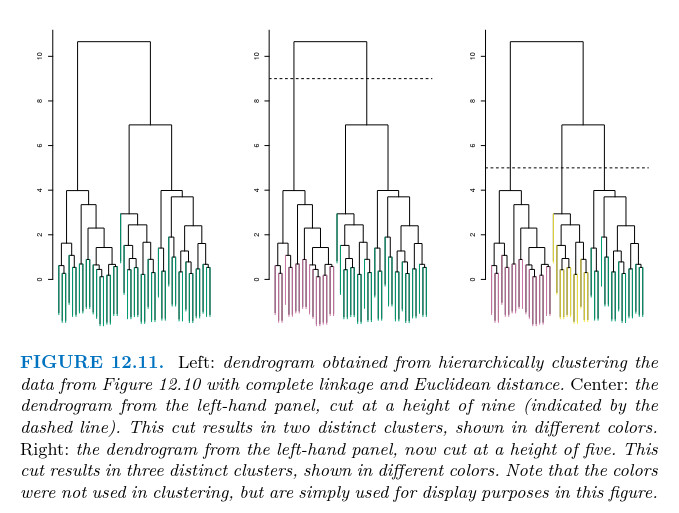 10
8
6
4
2
0
10
8
6
4
2
0
10
8
6
4
2
0
FIGURE 12.11. Left: dendrogram obtained from hierarchically clustering the
data from Figure 12.10 with complete linkage and Euclidean distance. Center: the
dendrogram from the left-hand panel, cut at a height of nine (indicated by the
dashed line). This cut results in two distinct clusters, shown in different colors.
Right: the dendrogram from the left-hand panel, now cut at a height of five. This
cut results in three distinct clusters, shown in different colors. Note that the colors
were not used in clustering, but are simply used for display purposes in this figure.